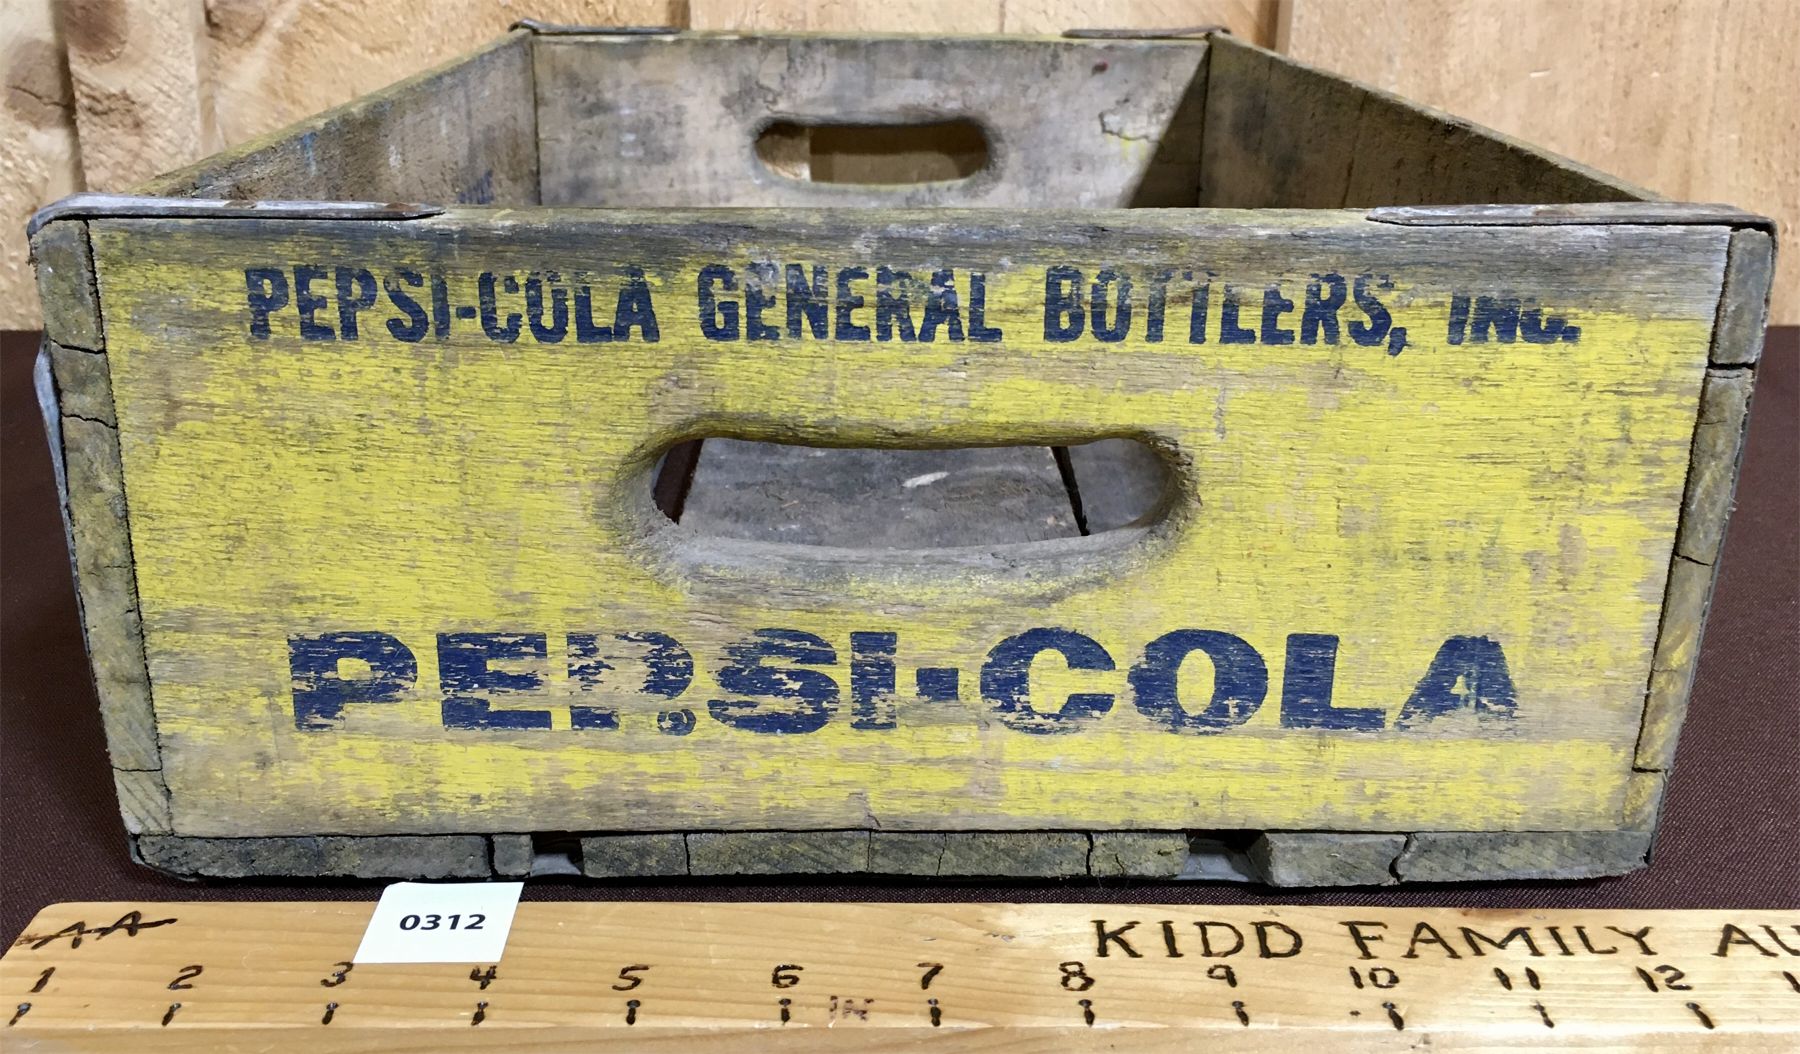 PEPSI-COLA GENERAL BOTTLERS, INC.
PEPSI-COLA
0312
AA
KIDD FAMILY AU
1 2 3 4 5 6 7 8 9 10 11 12
IN